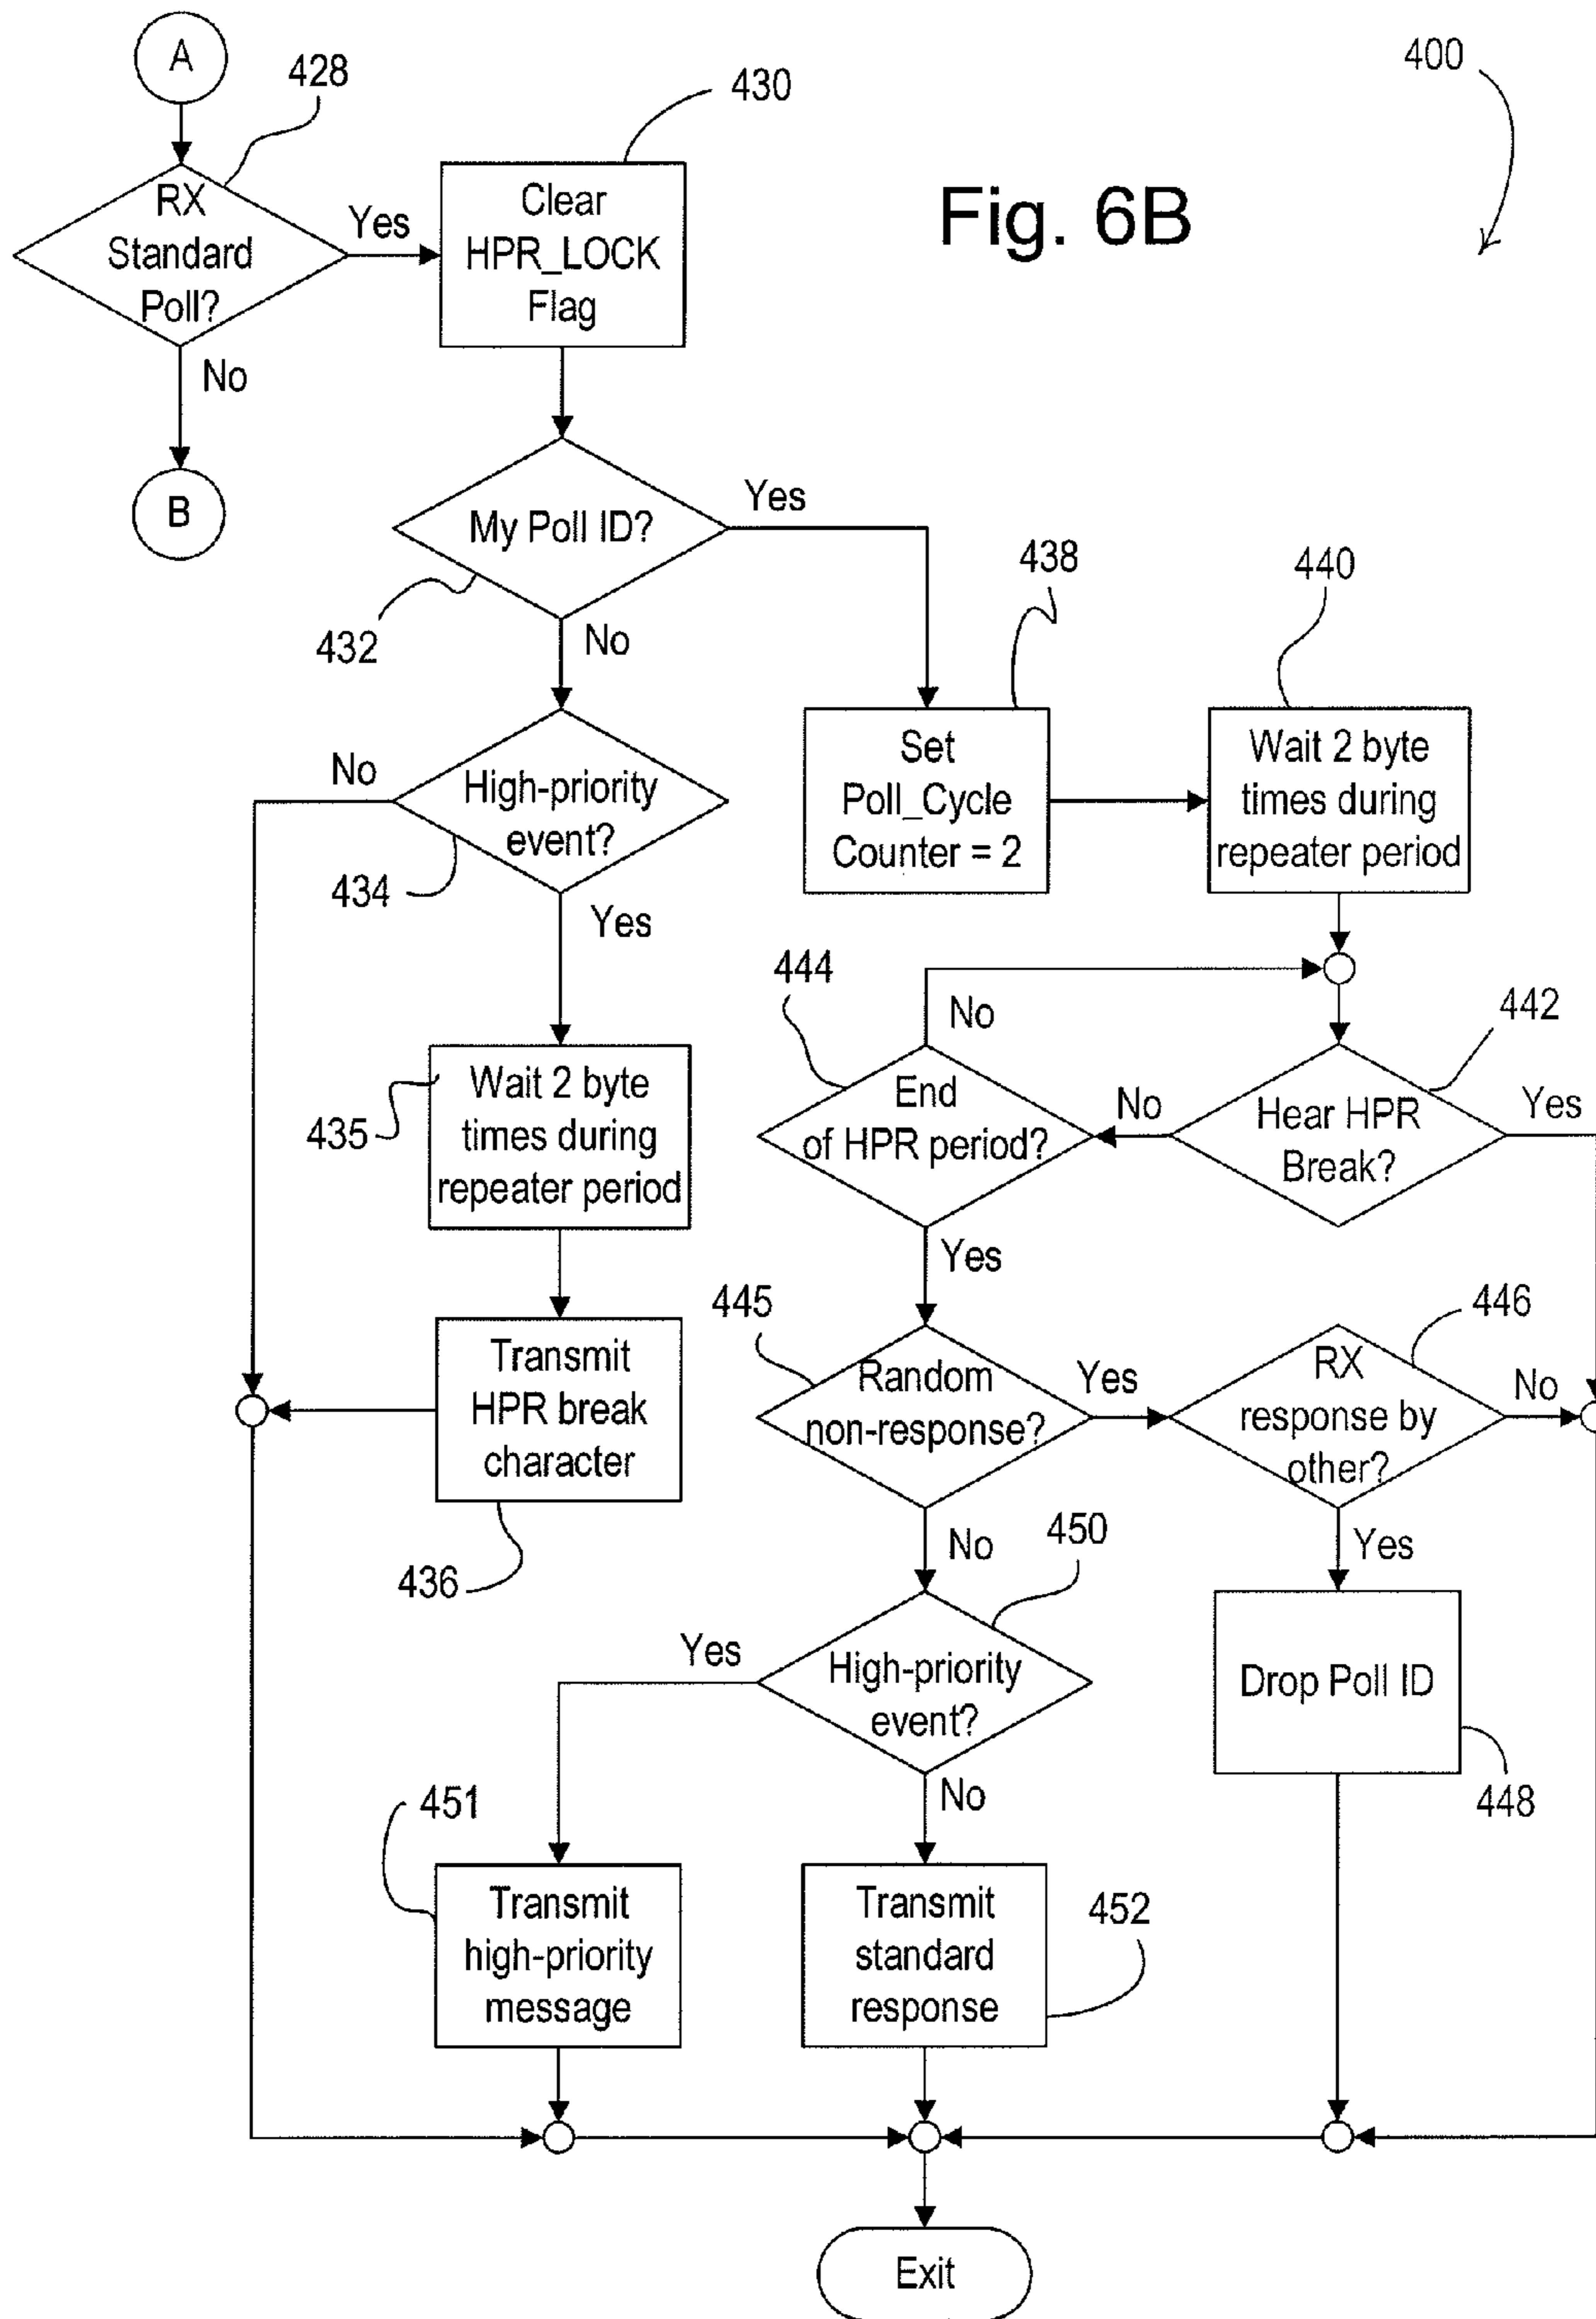 A
428
430
400
RX
Standard
Poll?
Yes
Clear
HPR_LOCK
Flag
Fig. 6B
No
B
My Poll ID?
Yes
432
No
438
440
High-priority
event?
No
434
Yes
Set
Poll_Cycle
Counter = 2
Wait 2 byte
times during
repeater period
444
No
442
435
Wait 2 byte
times during
repeater period
End
of HPR period?
No
Hear HPR
Break?
Yes
Yes
445
446
Transmit
HPR break
character
Random
non-response?
Yes
RX
response by
other?
No
436
No
450
Yes
Yes
High-priority
event?
Drop Poll ID
451
No
448
Transmit
high-priority
message
Transmit
standard
response
452
Exit